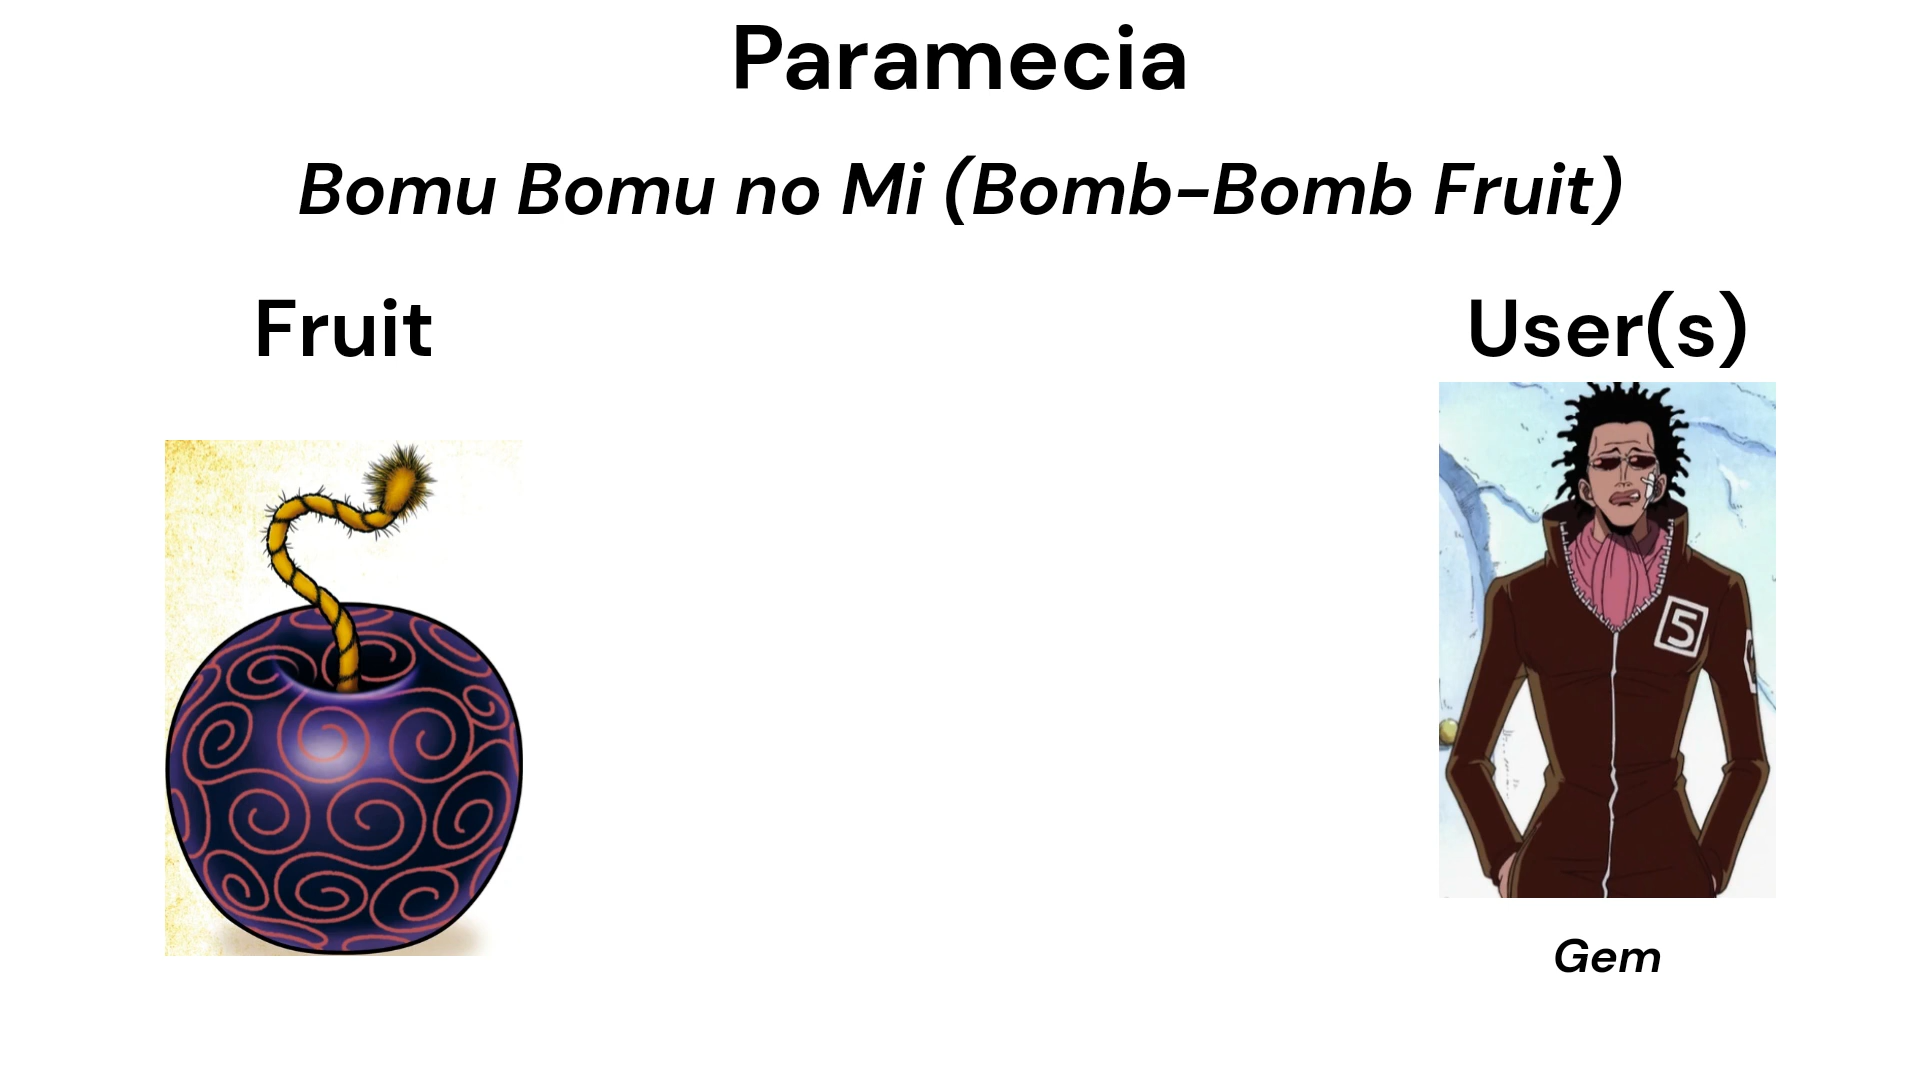 Paramecia
Bomu Bomu no Mi (Bomb-Bomb Fruit)
Fruit
User(s)
5
Gem